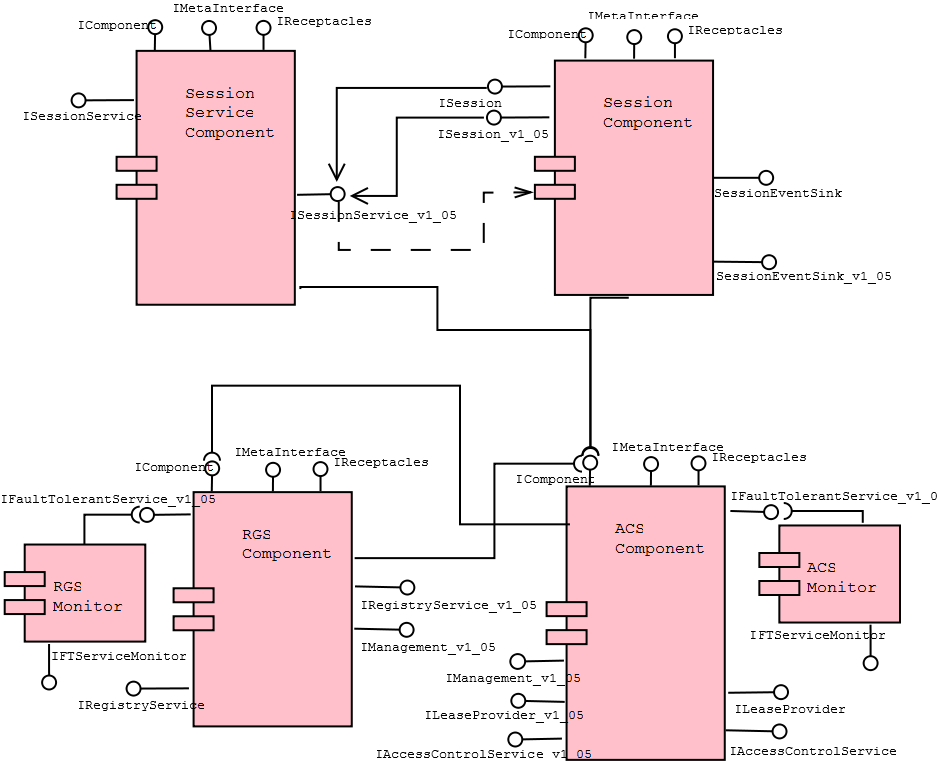 IMetaInterface
IComponent
IReceptacles
IMetaInterface
IComponent
IReceptacles
Session
Service
Component
ISessionService
ISession
ISession_v1_05
Session
Component
ISessionService_v1_05
SessionEventSink
SessionEventSink_v1_05
IMetaInterface
IComponent
IReceptacles
IMetaInterface
IComponent
IReceptacles
IFaultTolerantService_v1_05
IFaultTolerantService_v1_0
RGS
Component
ACS
Component
RGS
Monitor
ACS
Monitor
IRegistryService_v1_05
IManagement_v1_05
IFTServiceMonitor
IFTServiceMonitor
IRegistryService
IManagement_v1_05
ILeaseProvider_v1_05
IAccessControlService_v1_05
ILeaseProvider
IAccessControlService